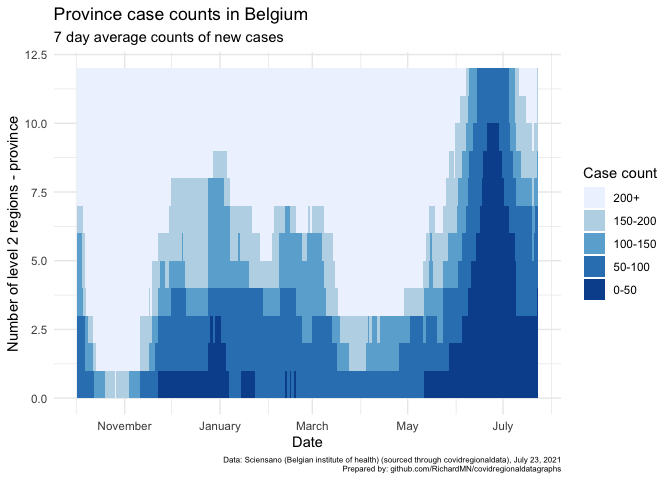 Province case counts in Belgium
7 day average counts of new cases
12.5
10.0
7.5
5.0
2.5
0.0
Number of level 2 regions - province
November
January
March
May
July
Date
Case count
200+
150-200
100-150
50-100
0-50
Data: Sciensano (Belgian institute of health) (sourced through covidregionaldata), July 23, 2021
Prepared by: github.com/RichardMN/covidregionaldatagraphs